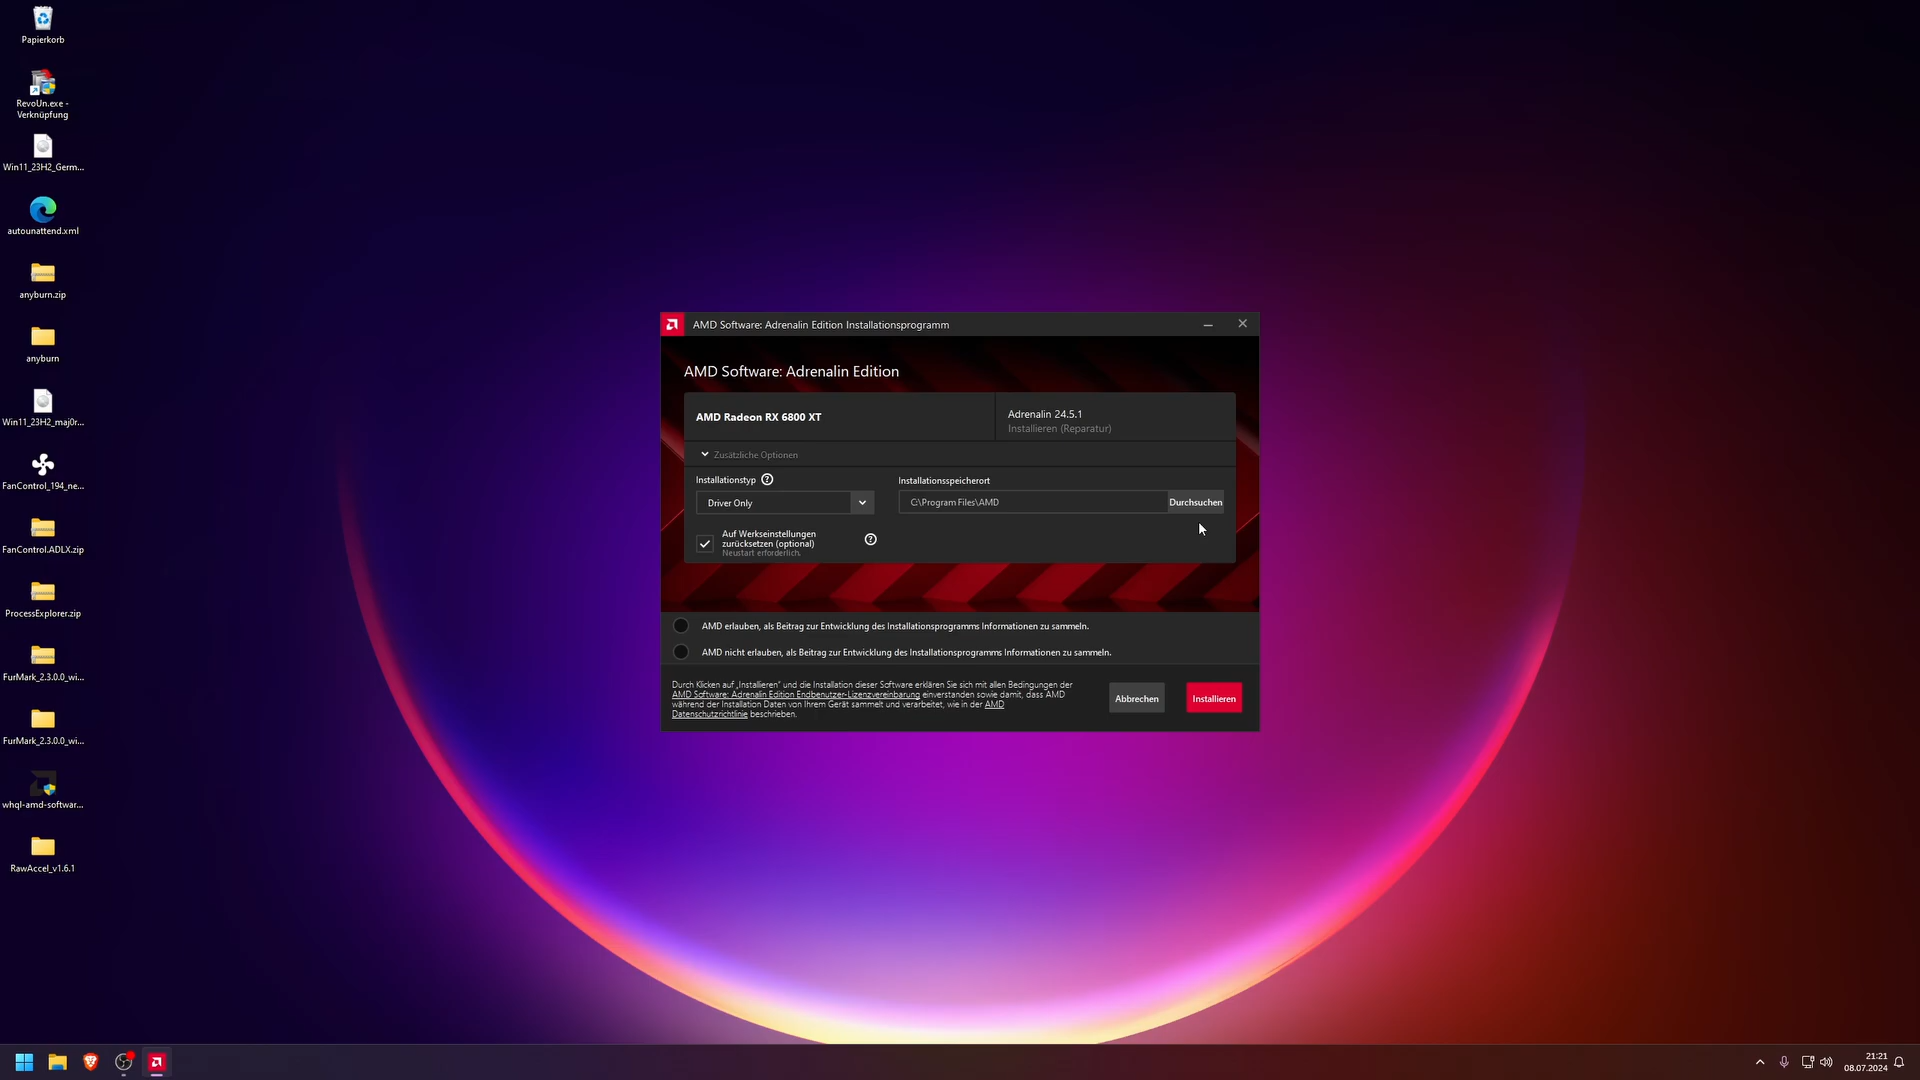 Papierkorb
RevoUn.exe -
Verknüpfung
Win11_23H2_Germ...
autounattend.xml
anyburn.zip
anyburn
Win11_23H2_maj0r...
FanControl_194_ne...
FanControl.ADLX.zip
ProcessExplorer.zip
FurMark_2.3.0.0_wi...
FurMark_2.3.0.0_wi...
whql-amd-softwar...
RawAccel_v1.6.1
AMD Software: Adrenalin Edition Installationsprogramm
AMD Software: Adrenalin Edition
AMD Radeon RX 6800 XT
Adrenalin 24.5.1
Installieren (Reparatur)
Zusätzliche Optionen
Installationstyp
Installationsspeicherort
Driver Only
C:\Program Files\AMD
Durchsuchen
Auf Werkseinstellungen
zurücksetzen (optional)
Neustart erforderlich.
AMD erlauben, als Beitrag zur Entwicklung des Installationsprogramms Informationen zu sammeln.
AMD nicht erlauben, als Beitrag zur Entwicklung des Installationsprogramms Informationen zu sammeln.
Durch Klicken auf „Installieren“ und die Installation dieser Software erklären Sie sich mit allen Bedingungen der
AMD Software: Adrenalin Edition Endbenutzer-Lizenzvereinbarung einverstanden sowie damit, dass AMD
während der Installation Daten von Ihrem Gerät sammelt und verarbeitet, wie in der AMD
Datenschutzrichtlinie beschrieben.
Abbrechen
Installieren
21:21
08.07.2024